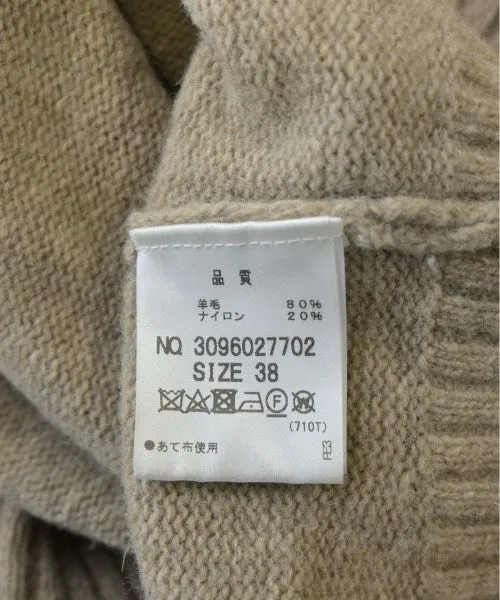 品質
羊毛 80%
ナイロン 20%
NO 3096027702
SIZE 38
F W
(710T)
●あて布使用